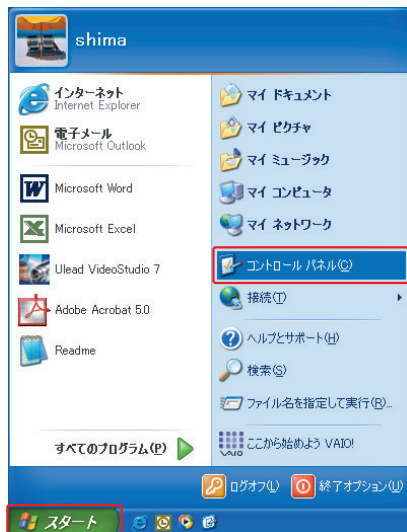 shima
インターネット
Internet Explorer
電子メール
Microsoft Outlook
Microsoft Word
Microsoft Excel
Ulead VideoStudio 7
Adobe Acrobat 5.0
Readme
すべてのプログラム(P)
マイ ドキュメント
マイ ピクチャ
マイ ミュージック
マイ コンピュータ
マイ ネットワーク
コントロール パネル(C)
接続(T)
ヘルプとサポート(H)
検索(S)
ファイル名を指定して実行(R)...
VAIO
ここから始めよう VAIO!
ログオフ(L)
終了オプション(U)
スタート